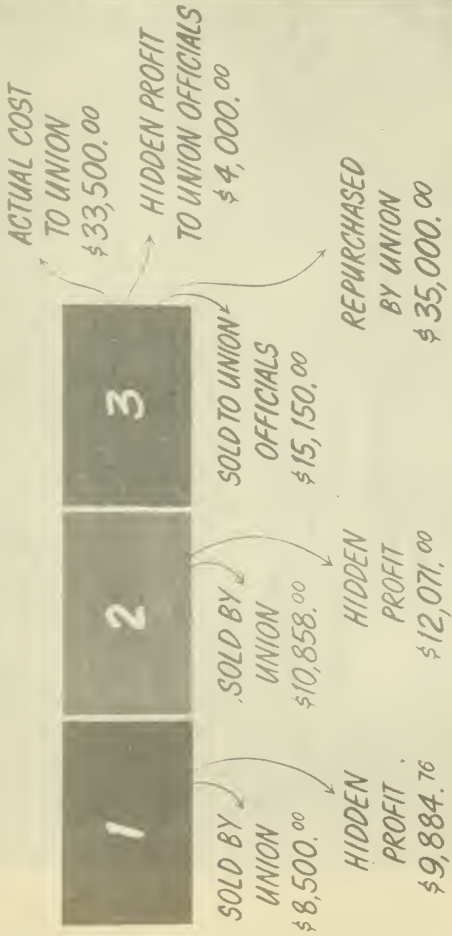 ACTUAL COST
TO UNION
$33,500.00
HIDDEN PROFIT
TO UNION OFFICIALS
$4,000.00
1
2
3
SOLD BY
UNION
$8,500.00
HIDDEN
PROFIT.
$9,884.76
SOLD BY
UNION
$10,858.00
HIDDEN
PROFIT
$12,071.00
SOLD TO UNION
OFFICIALS
$15,150.00
REPURCHASED
BY UNION
$35,000.00